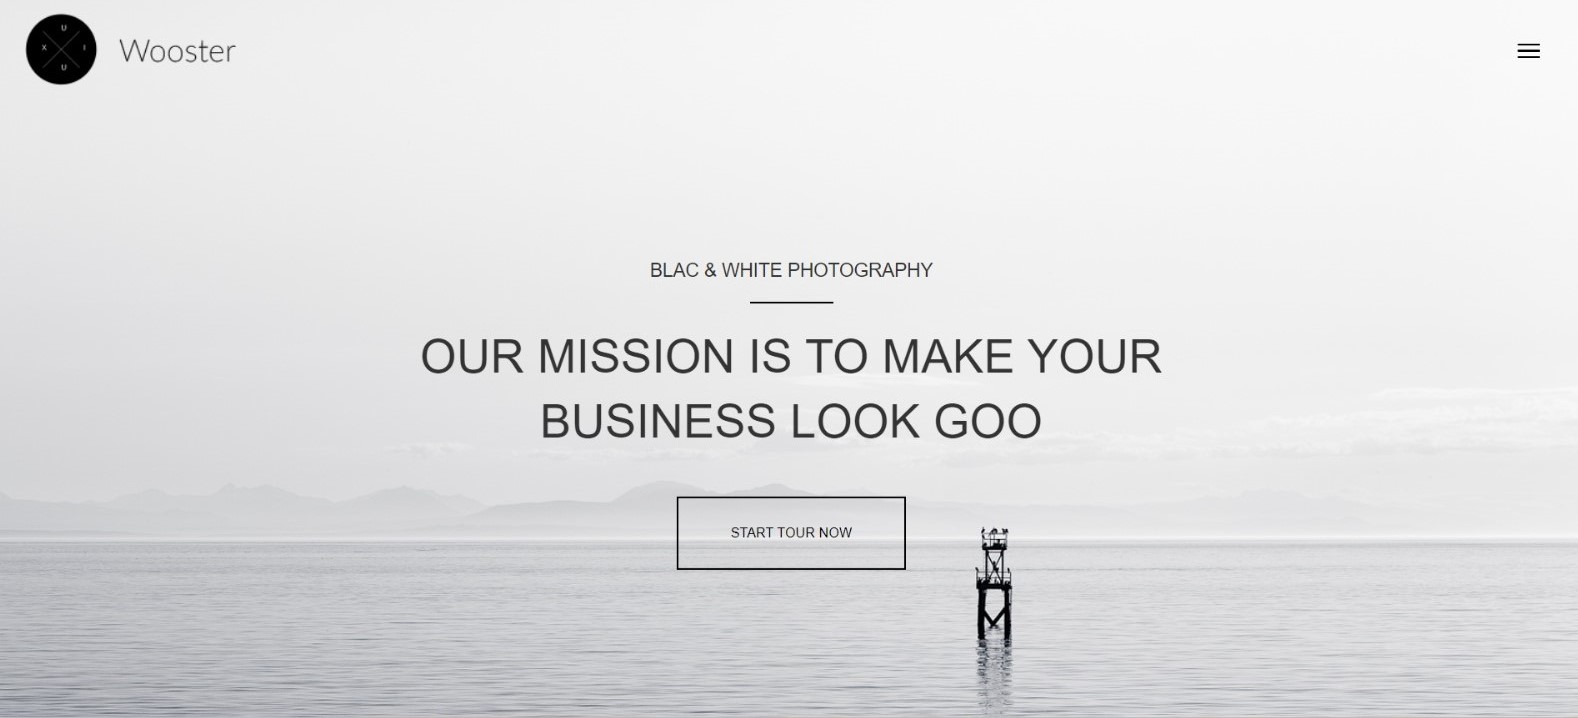 U
X I
U
Wooster
BLAC & WHITE PHOTOGRAPHY
OUR MISSION IS TO MAKE YOUR
BUSINESS LOOK GOO
START TOUR NOW